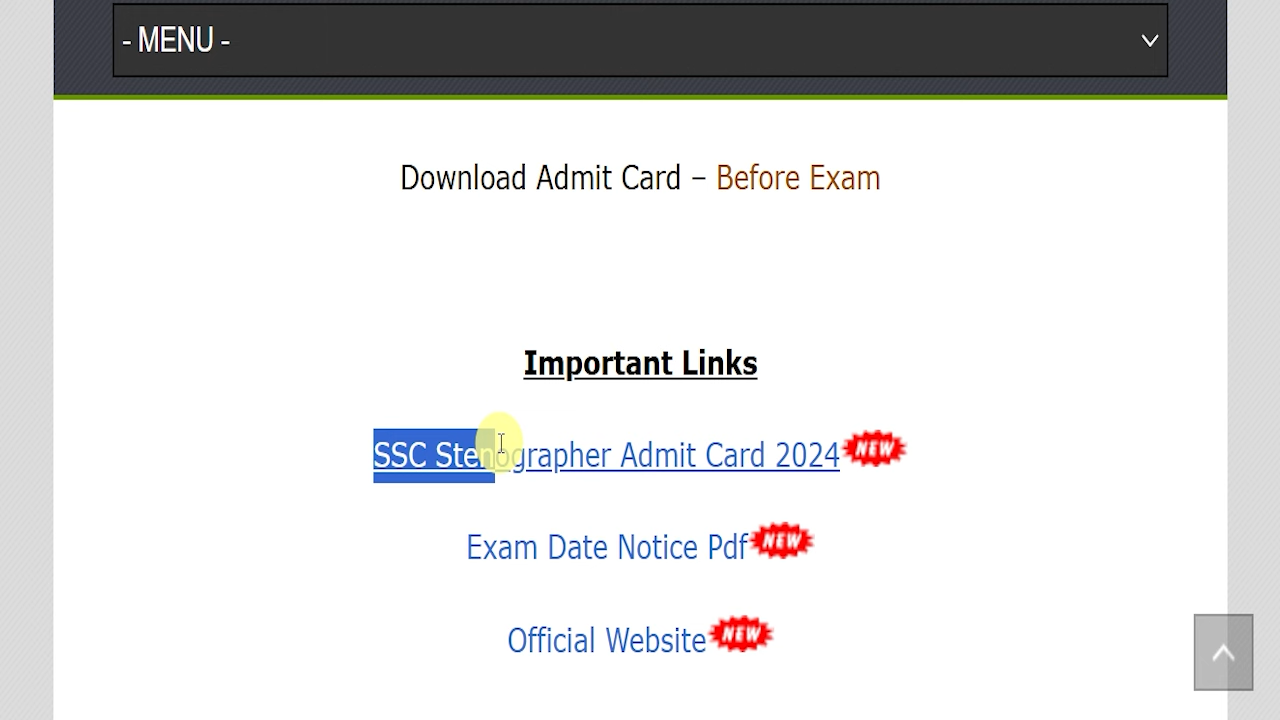 - MENU -
Download Admit Card – Before Exam
Important Links
SSC Stenographer Admit Card 2024 NEW
Exam Date Notice Pdf NEW
Official Website NEW